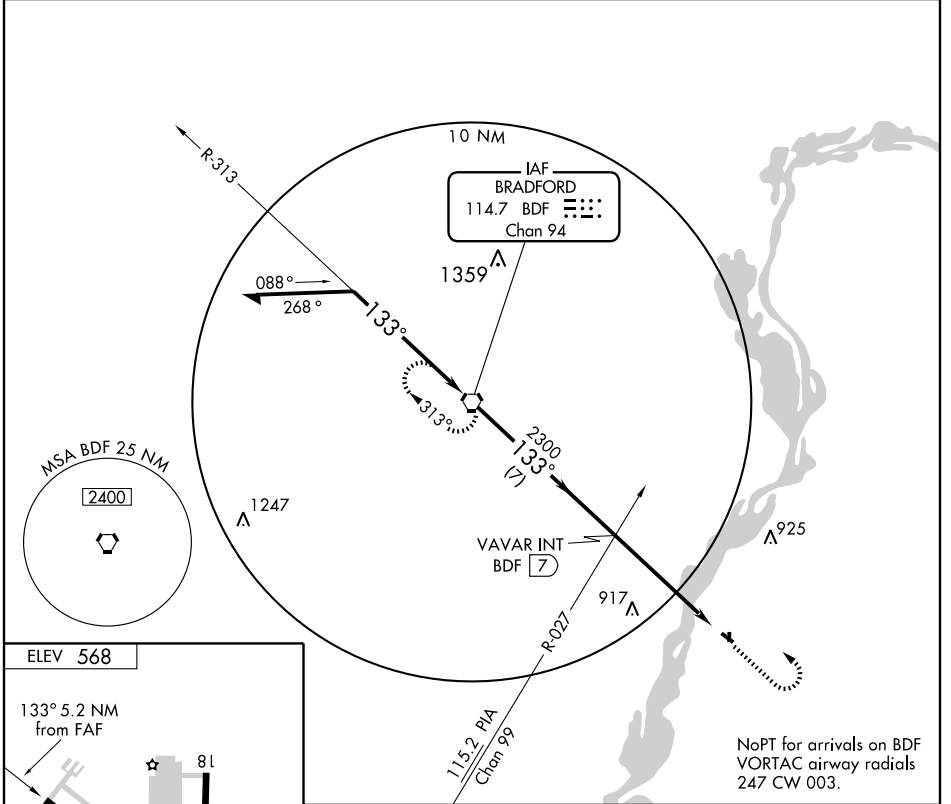 10 NM
R-313
IAF
BRADFORD
114.7 BDF
Chan 94
1359
088°
268°
133°
313°
2300
133°
(7)
MSA BDF 25 NM
2400
1247
VAVAR INT
BDF 7
925
917
R-027
115.2 PIA
Chan 99
ELEV 568
133° 5.2 NM
from FAF
18
NoPT for arrivals on BDF
VORTAC airway radials
247 CW 003.